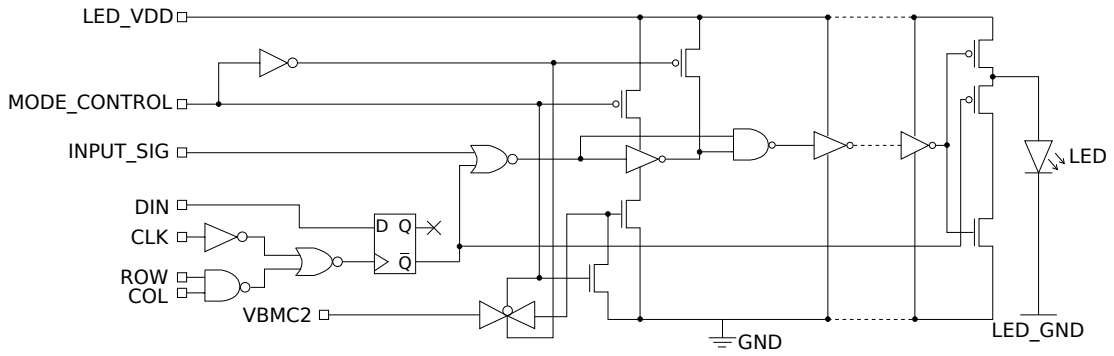 LED_VDD
MODE_CONTROL
INPUT_SIG
LED
DIN
D Q
CLK
Q̅
ROW
COL
VBMC2
LED_GND
GND